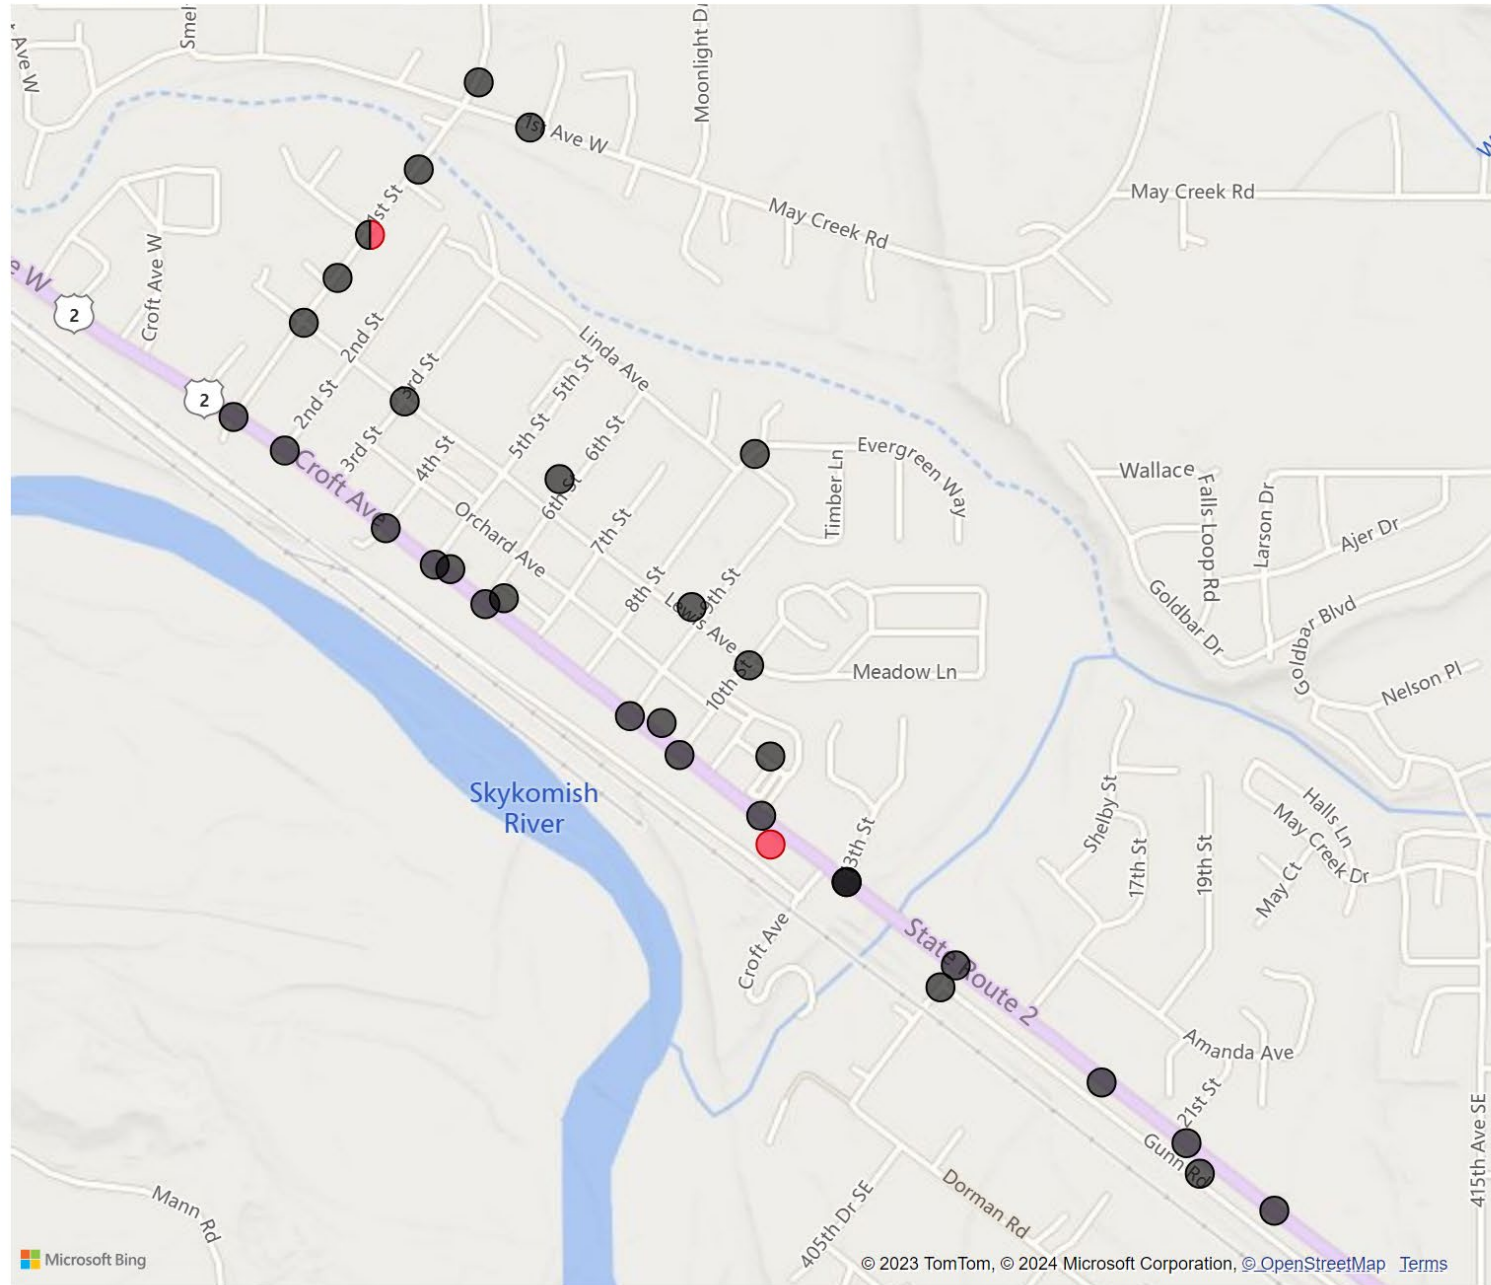 Smel
Ave W
Moonlight D
1st Ave W
May Creek Rd
May Creek Rd
1st St
e W
2
Croft Ave W
2nd St
Linda Ave
2
2nd St
3rd St
5th St
3rd St
4th St
5th St
6th St
Evergreen Way
Wallace
Croft Ave
6th St
Timber Ln
Falls Loop Rd
Larson Dr
Ajer Dr
Orchard Ave
7th St
8th St
9th St
Goldbar Dr
Goldbar Blvd
Lewis Ave
10th St
Meadow Ln
Nelson Pl
Skykomish
River
Shelby St
Halls Ln
May Creek Dr
3th St
17th St
19th St
May Ct
Croft Ave
State Route 2
Amanda Ave
21st St
Gunn Rd
415th Ave SE
Mann Rd
405th Dr SE
Dorman Rd
Microsoft Bing
© 2023 TomTom, © 2024 Microsoft Corporation, © OpenStreetMap Terms